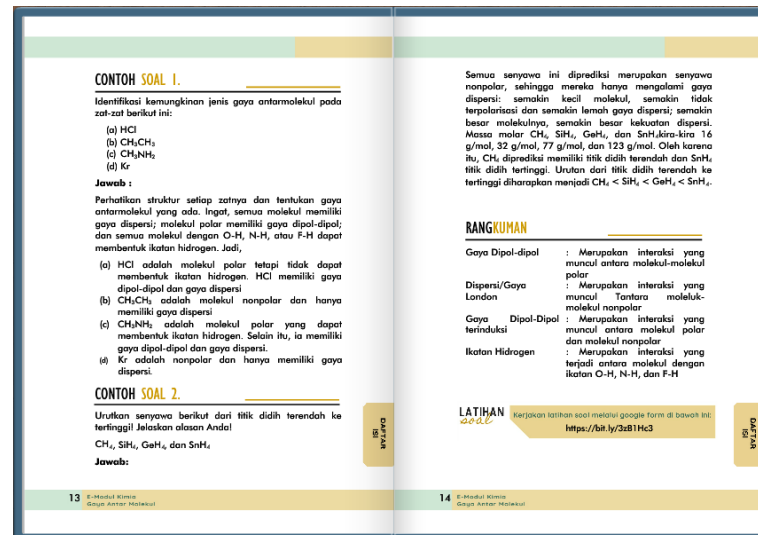 CONTOH SOAL 1.
Identifikasi kemungkinan jenis gaya antarmolekul pada
zat-zat berikut ini:
(a) HCl
(b) CH₃CH₃
(c) CH₃NH₂
(d) Kr
Jawab :
Perhatikan struktur setiap zatnya dan tentukan gaya
antarmolekul yang ada. Ingat, semua molekul memiliki
gaya dispersi; molekul polar memiliki gaya dipol-dipol;
dan semua molekul dengan O-H, N-H, atau F-H dapat
membentuk ikatan hidrogen. Jadi,
(a) HCl adalah molekul polar tetapi tidak dapat
membentuk ikatan hidrogen. HCl memiliki gaya
dipol-dipol dan gaya dispersi
(b) CH₃CH₃ adalah molekul nonpolar dan hanya
memiliki gaya dispersi
(c) CH₃NH₂ adalah molekul polar yang dapat
membentuk ikatan hidrogen. Selain itu, ia memiliki
gaya dipol-dipol dan gaya dispersi.
(d) Kr adalah nonpolar dan hanya memiliki gaya
dispersi.
CONTOH SOAL 2.
Urutkan senyawa berikut dari titik didih terendah ke
tertinggi! Jelaskan alasan Anda!
CH₄, SiH₄, GeH₄, dan SnH₄
Jawab:
DAFTAR
ISI
13 E-Modul Kimia
Gaya Antar Molekul
Semua senyawa ini diprediksi merupakan senyawa
nonpolar, sehingga mereka hanya mengalami gaya
dispersi: semakin kecil molekul, semakin tidak
terpolarisasi dan semakin lemah gaya dispersi; semakin
besar molekulnya, semakin besar kekuatan dispersi.
Massa molar CH₄, SiH₄, GeH₄, dan SnH₄kira-kira 16
g/mol, 32 g/mol, 77 g/mol, dan 123 g/mol. Oleh karena
itu, CH₄ diprediksi memiliki titik didih terendah dan SnH₄
titik didih tertinggi. Urutan dari titik didih terendah ke
tertinggi diharapkan menjadi CH₄ < SiH₄ < GeH₄ < SnH₄.
RANGKUMAN
Gaya Dipol-dipol : Merupakan interaksi yang
muncul antara molekul-molekul
polar
Dispersi/Gaya : Merupakan interaksi yang
London muncul Tantara moleluk-
molekul nonpolar
Gaya Dipol-Dipol : Merupakan interaksi yang
terinduksi muncul antara molekul polar
dan molekul nonpolar
Ikatan Hidrogen : Merupakan interaksi yang
terjadi antara molekul dengan
ikatan O-H, N-H, dan F-H
LATIHAN
soal
Kerjakan latihan soal melalui google form di bawah ini:
https://bit.ly/3zB1Hc3
DAFTAR
ISI
14 E-Modul Kimia
Gaya Antar Molekul